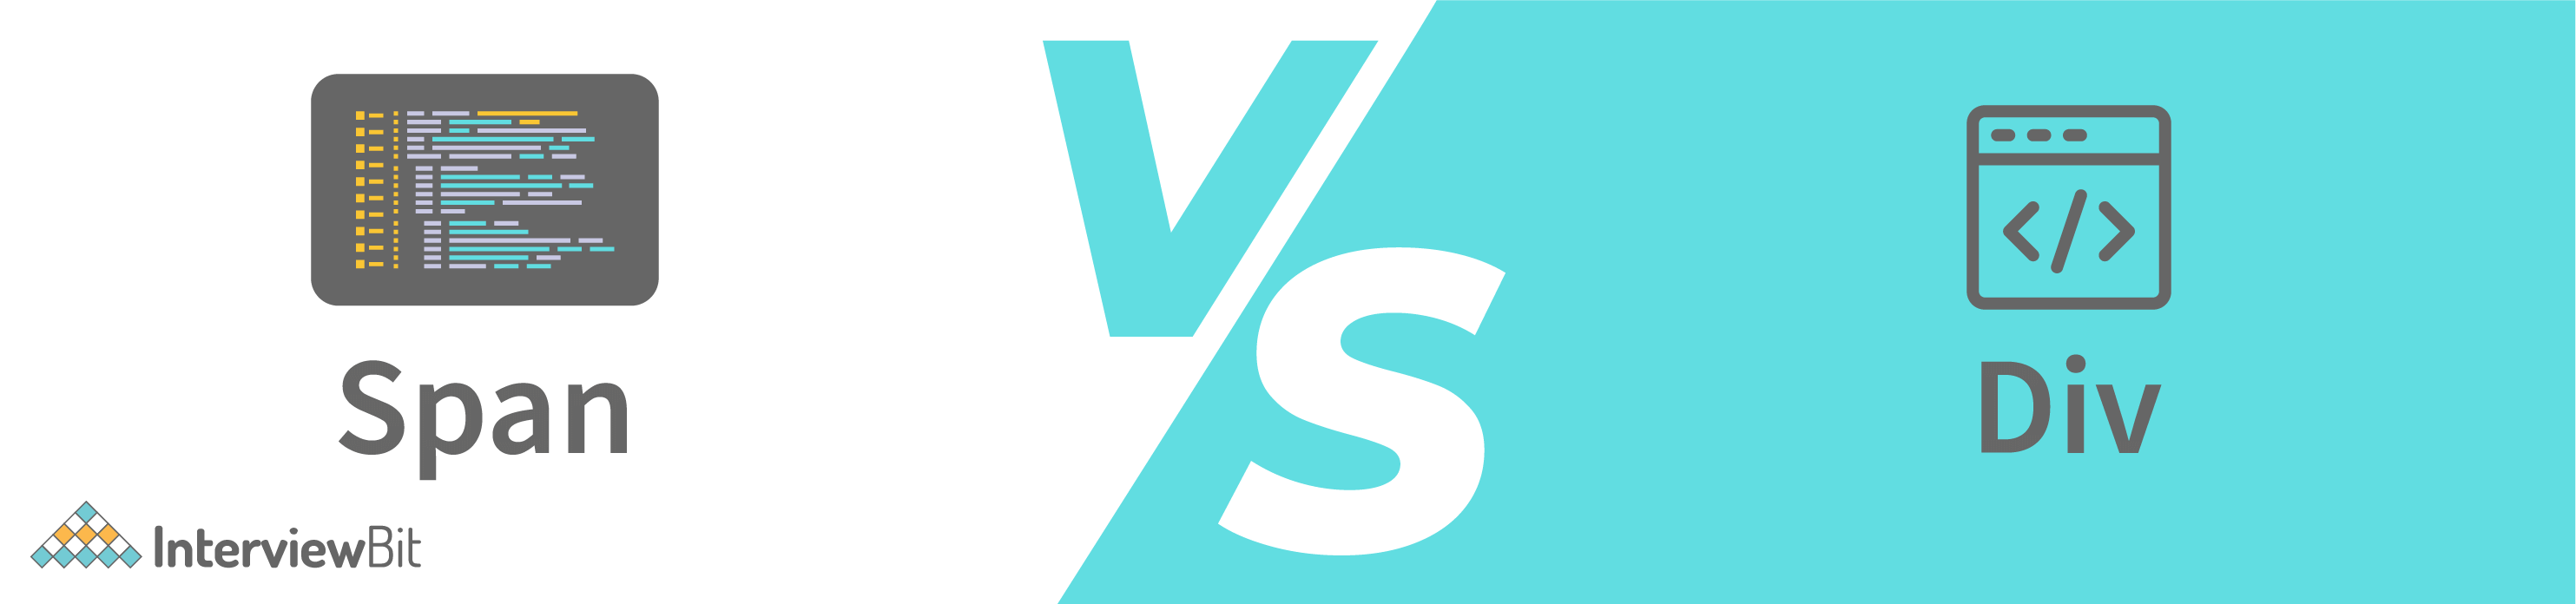 Span
VS
Div
InterviewBit